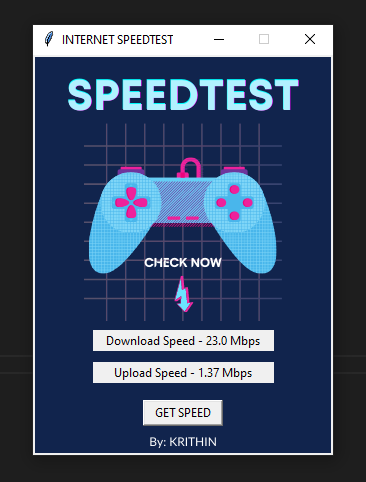 INTERNET SPEEDTEST
SPEEDTEST
CHECK NOW
Download Speed - 23.0 Mbps
Upload Speed - 1.37 Mbps
GET SPEED
By: KRITHIN